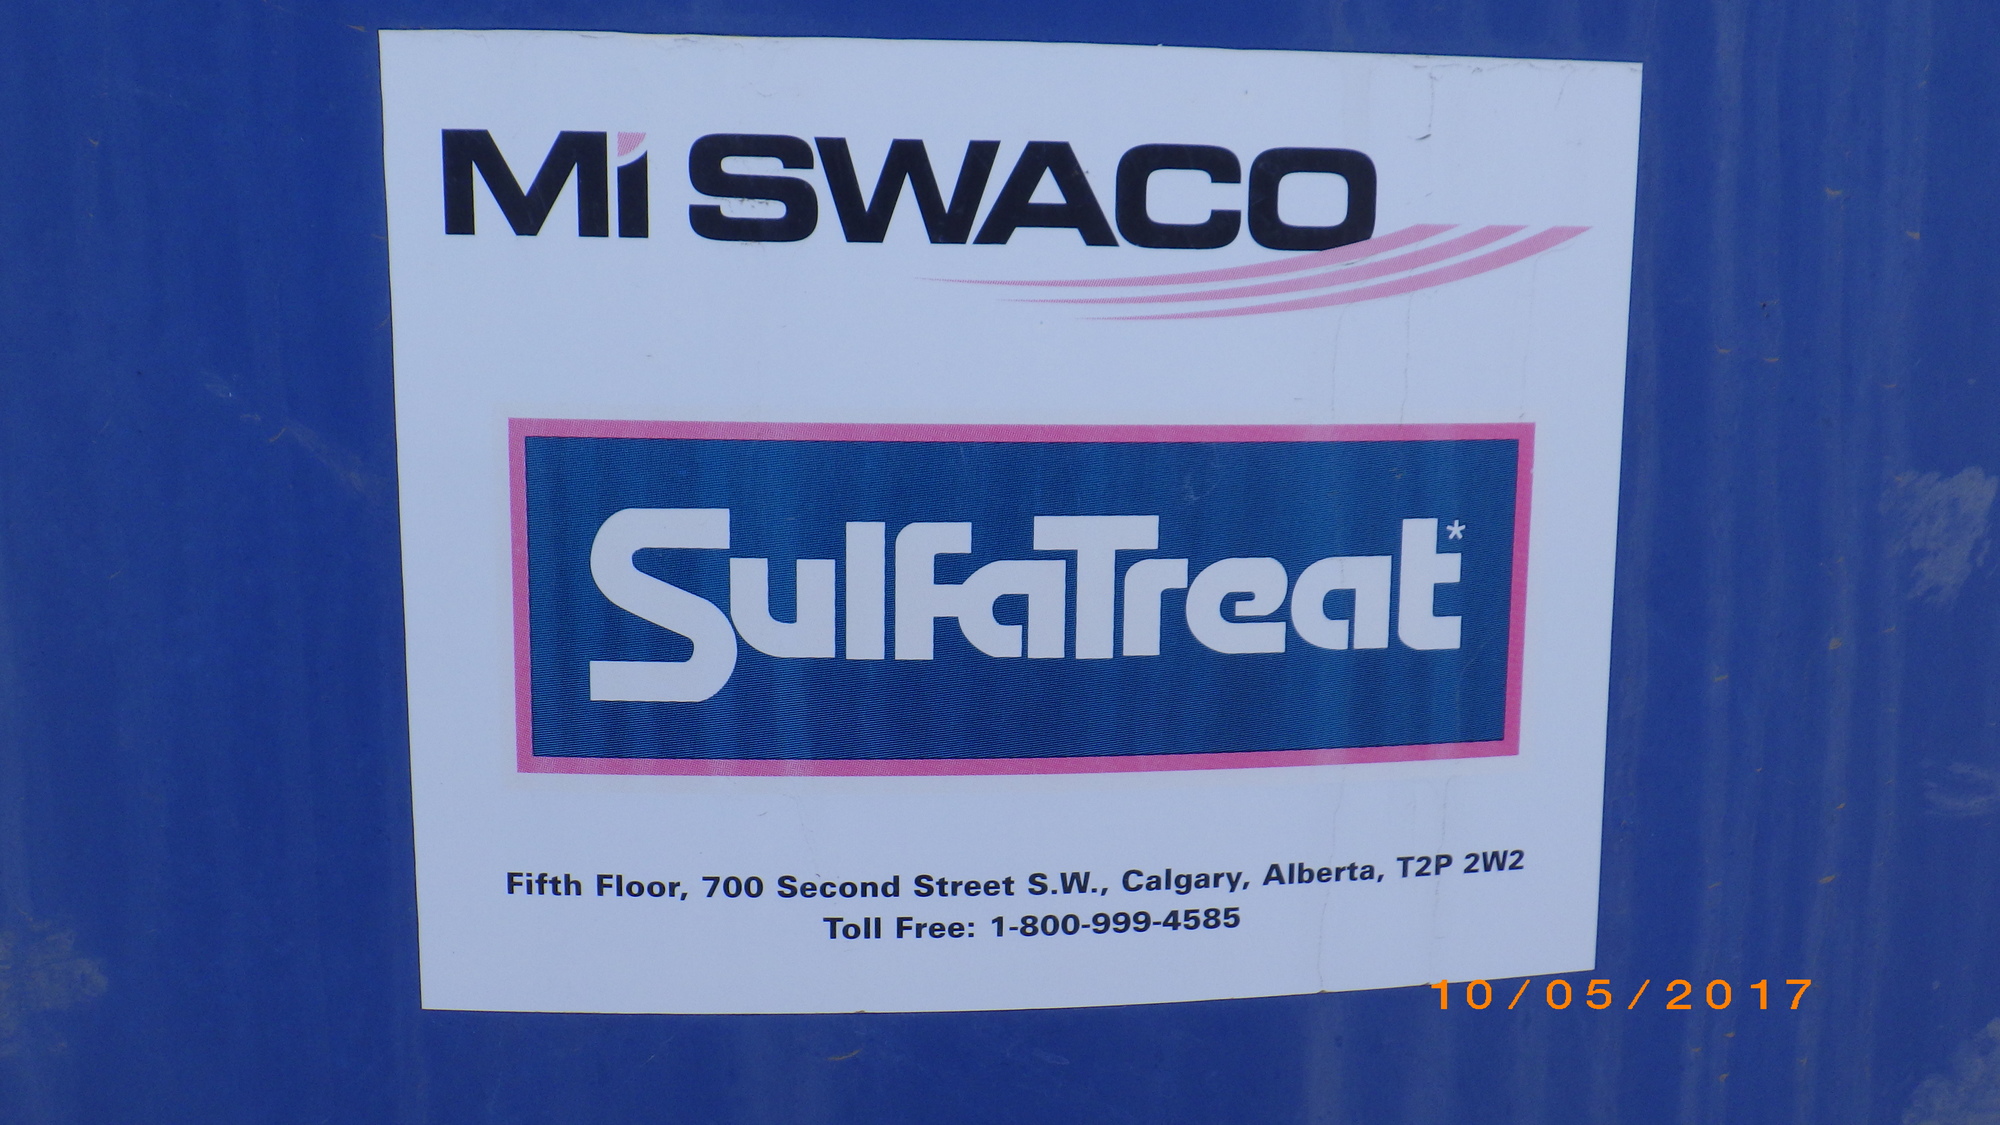 Mi SWACO
SulfaTreat*
Fifth Floor, 700 Second Street S.W., Calgary, Alberta, T2P 2W2
Toll Free: 1-800-999-4585
10/05/2017